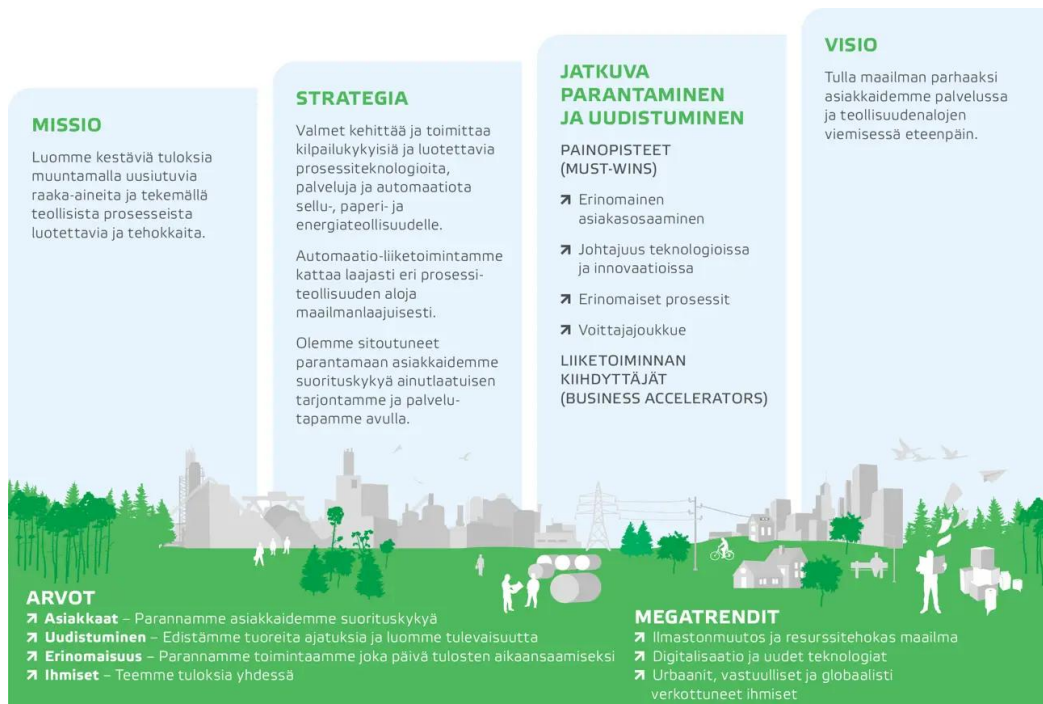 MISSIO
Luomme kestäviä tuloksia
muuntamalla uusiutuvia
raaka-aineita ja tekemällä
teollisista prosesseista
luotettavia ja tehokkaita.
STRATEGIA
Valmet kehittää ja toimittaa
kilpailukykyisiä ja luotettavia
prosessiteknologioita,
palveluja ja automaatiota
sellu-, paperi- ja
energiateollisuudelle.
Automaatio-liiketoimintamme
kattaa laajasti eri prosessi-
teollisuuden aloja
maailmanlaajuisesti.
Olemme sitoutuneet
parantamaan asiakkaidemme
suorituskykyä ainutlaatuisen
tarjontamme ja palvelu-
tapamme avulla.
JATKUVA
PARANTAMINEN
JA UUDISTUMINEN
PAINOPISTEET
(MUST-WINS)
Erinomainen
asiakasosaaminen
Johtajuus teknologioissa
ja innovaatioissa
Erinomaiset prosessit
Voittajajoukkue
LIIKETOIMINNAN
KIIHDYTTÄJÄT
(BUSINESS ACCELERATORS)
VISIO
Tulla maailman parhaaksi
asiakkaidemme palvelussa
ja teollisuudenalojen
viemisessä eteenpäin.
ARVOT
Asiakkaat – Parannamme asiakkaidemme suorituskykyä
Uudistuminen – Edistämme tuoreita ajatuksia ja luomme tulevaisuutta
Erinomaisuus – Parannamme toimintaamme joka päivä tulosten aikaansaamiseksi
Ihmiset – Teemme tuloksia yhdessä
MEGATRENDIT
Ilmastonmuutos ja resurssitehokas maailma
Digitalisaatio ja uudet teknologiat
Urbaanit, vastuulliset ja globaalisti
verkottuneet ihmiset